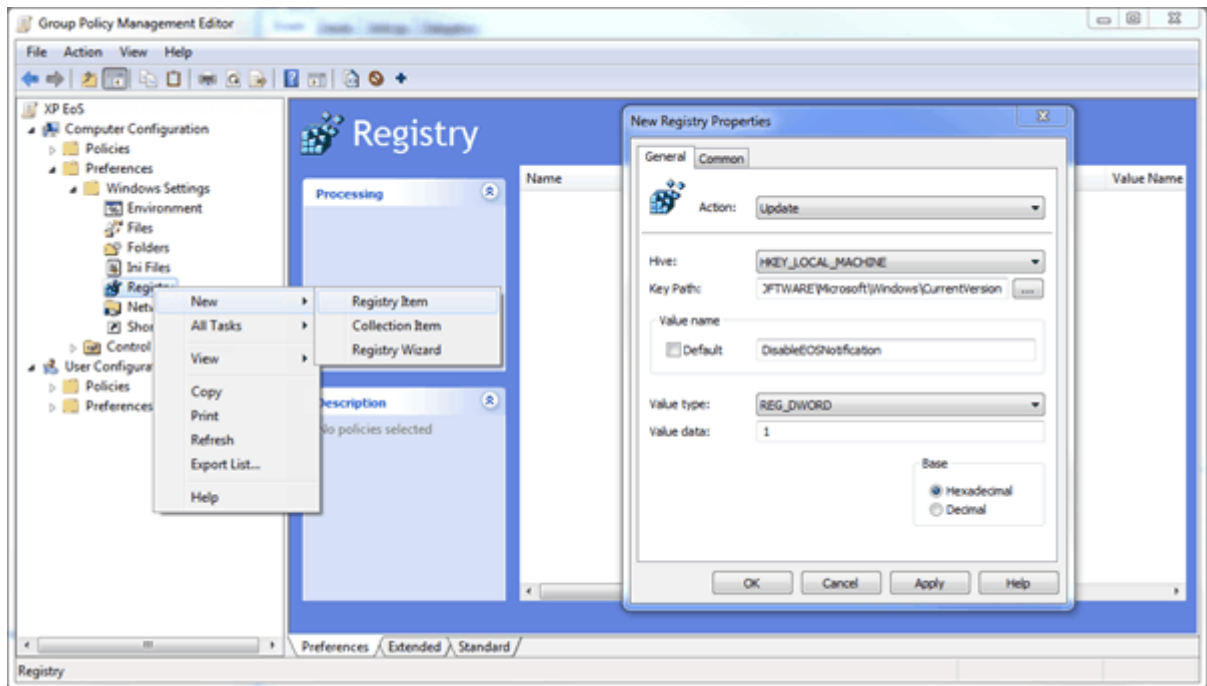 Group Policy Management Editor
File Action View Help
XP EoS
Computer Configuration
Policies
Preferences
Windows Settings
Environment
Files
Folders
Ini Files
Registry
Control
User Configura
Policies
Preferences
New
All Tasks
View
Copy
Print
Refresh
Export List...
Help
Registry Item
Collection Item
Registry Wizard
Registry
Processing
Description
No policies selected
Name
Value Name
New Registry Properties
General Common
Action: Update
Hive: HKEY_LOCAL_MACHINE
Key Path: OFTWARE\Microsoft\Windows\CurrentVersion ...
Value name
Default DisableEOSNotification
Value type: REG_DWORD
Value data: 1
Base
Hexadecimal
Decimal
OK Cancel Apply Help
Preferences Extended Standard
Registry